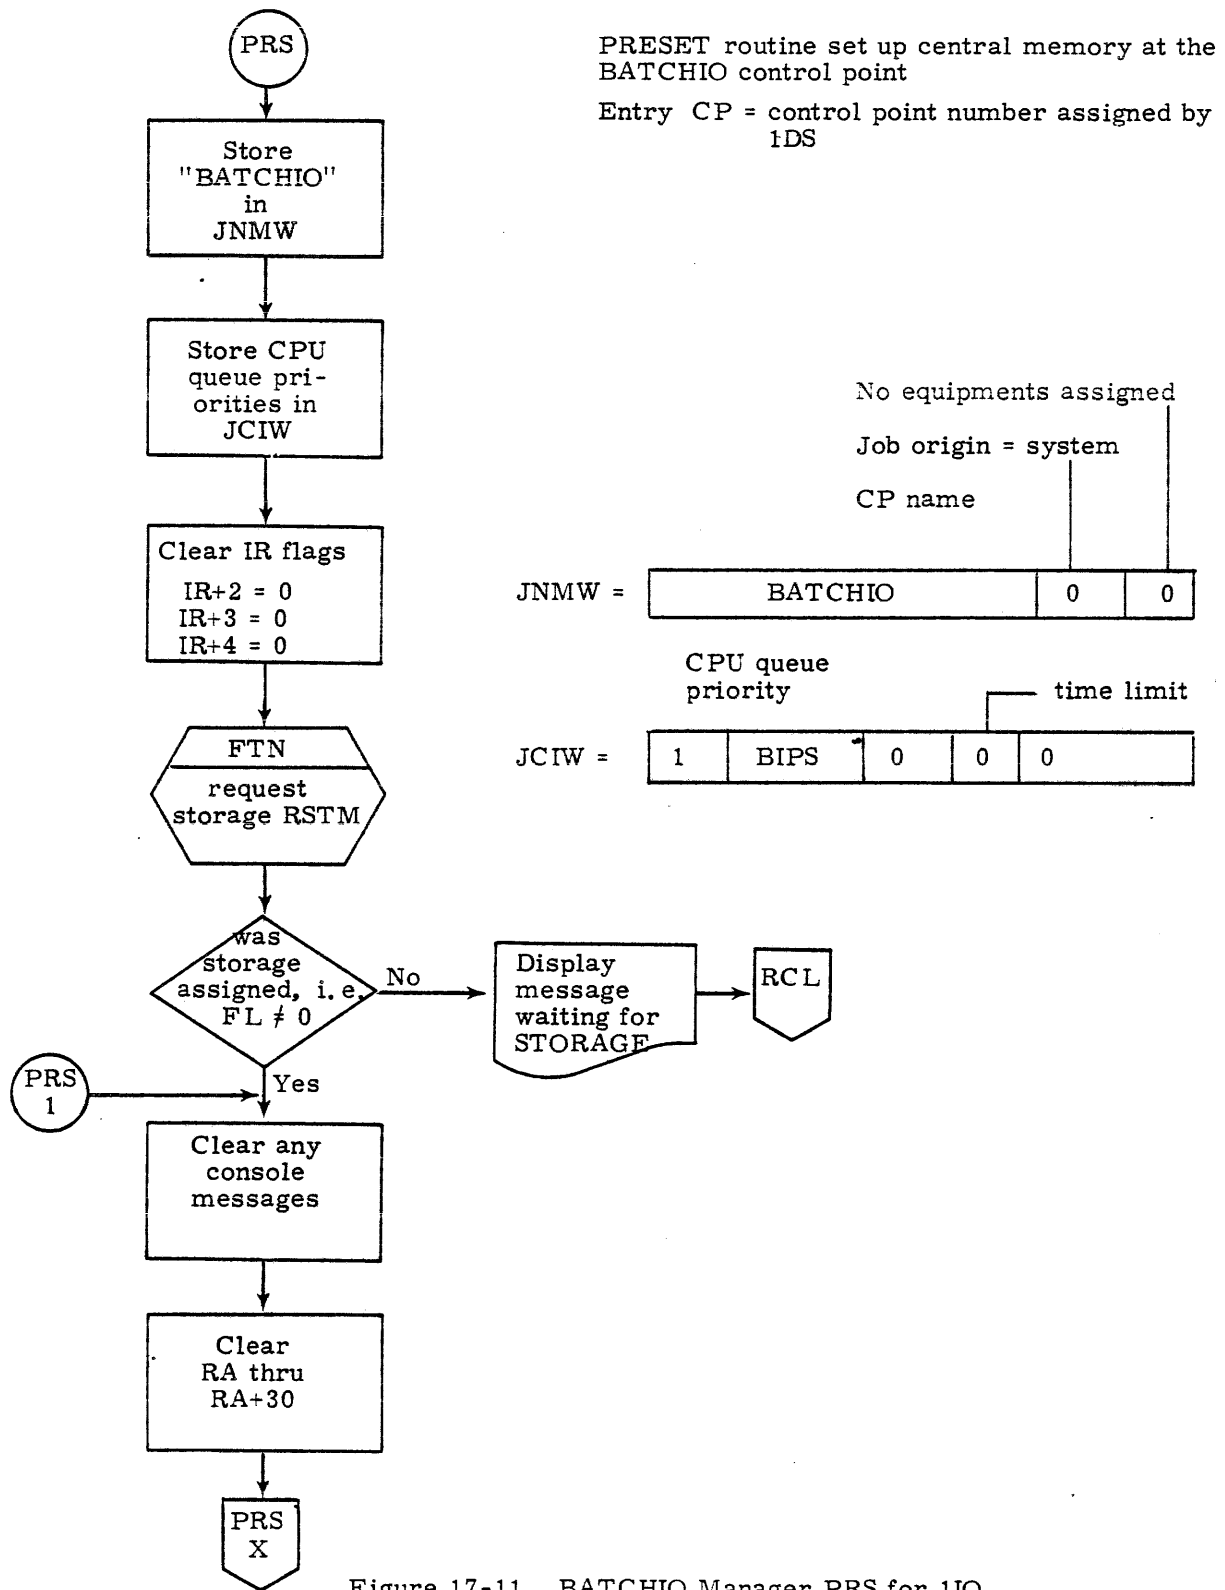 PRS
PRESET routine set up central memory at the
BATCHIO control point
Entry CP = control point number assigned by
1DS
Store
"BATCHIO"
in
JNMW
Store CPU
queue pri-
orities in
JCIW
No equipments assigned
Job origin = system
CP name
Clear IR flags
IR+2 = 0
IR+3 = 0
IR+4 = 0
JNMW = BATCHIO 0 0
CPU queue
priority
time limit
JCIW = 1 BIPS 0 0 0
FTN
request
storage RSTM
was
storage
assigned, i.e.
FL ≠ 0
No
Display
message
waiting for
STORAGE
RCL
PRS
1
Yes
Clear any
console
messages
Clear
RA thru
RA+30
PRS
X
Figure 17-11. BATCHIO Manager PRS for 1IO